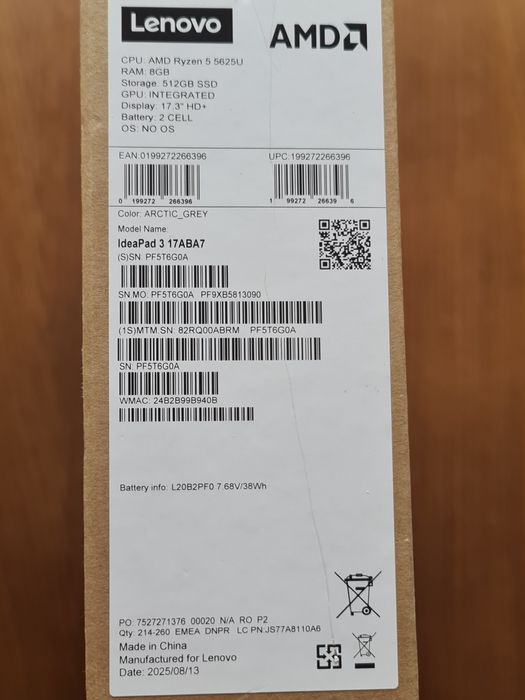 Lenovo
AMD
CPU: AMD Ryzen 5 5625U
RAM: 8GB
Storage: 512GB SSD
GPU: INTEGRATED
Display: 17.3" HD+
Battery: 2 CELL
OS: NO OS
EAN:0199272266396 UPC:199272266396
0 199272 266396 1 99272 26639 6
Color: ARCTIC_GREY
Model Name:
IdeaPad 3 17ABA7
(S)SN: PF5T6G0A
SN MO: PF5T6G0A PF9XB5813090
(1S)MTM.SN: 82RQ00ABRM PF5T6G0A
SN: PF5T6G0A
WMAC: 24B2B99B940B
Battery info: L20B2PF0 7.68V/38Wh
PO: 7527271376 00020 N/A RO P2
Qty: 214-260 EMEA DNPR LC PN:JS77A8110A6
Made in China
Manufactured for Lenovo
Date: 2025/08/13